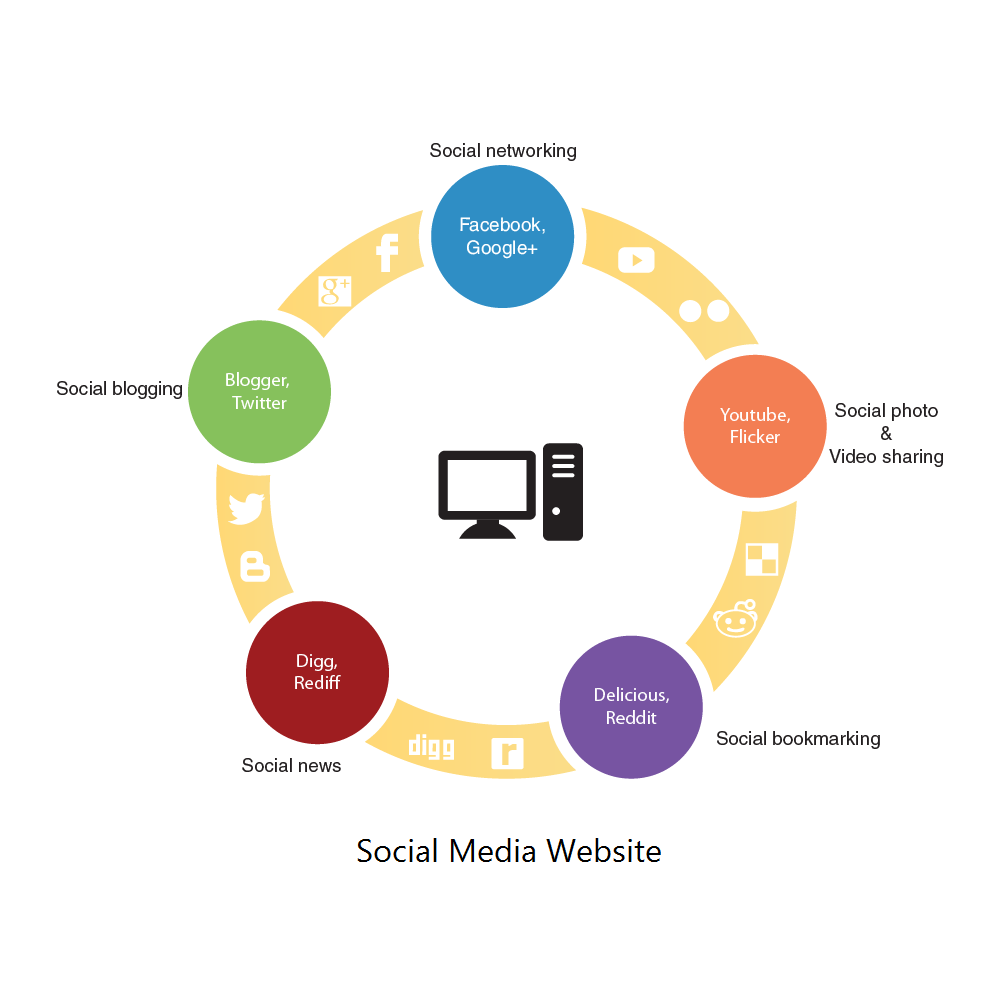 Social networking
Facebook,
Google+
g+
f
Social blogging
Blogger,
Twitter
Youtube,
Flicker
Social photo
&
Video sharing
Digg,
Rediff
Social news
digg
r
Delicious,
Reddit
Social bookmarking
Social Media Website